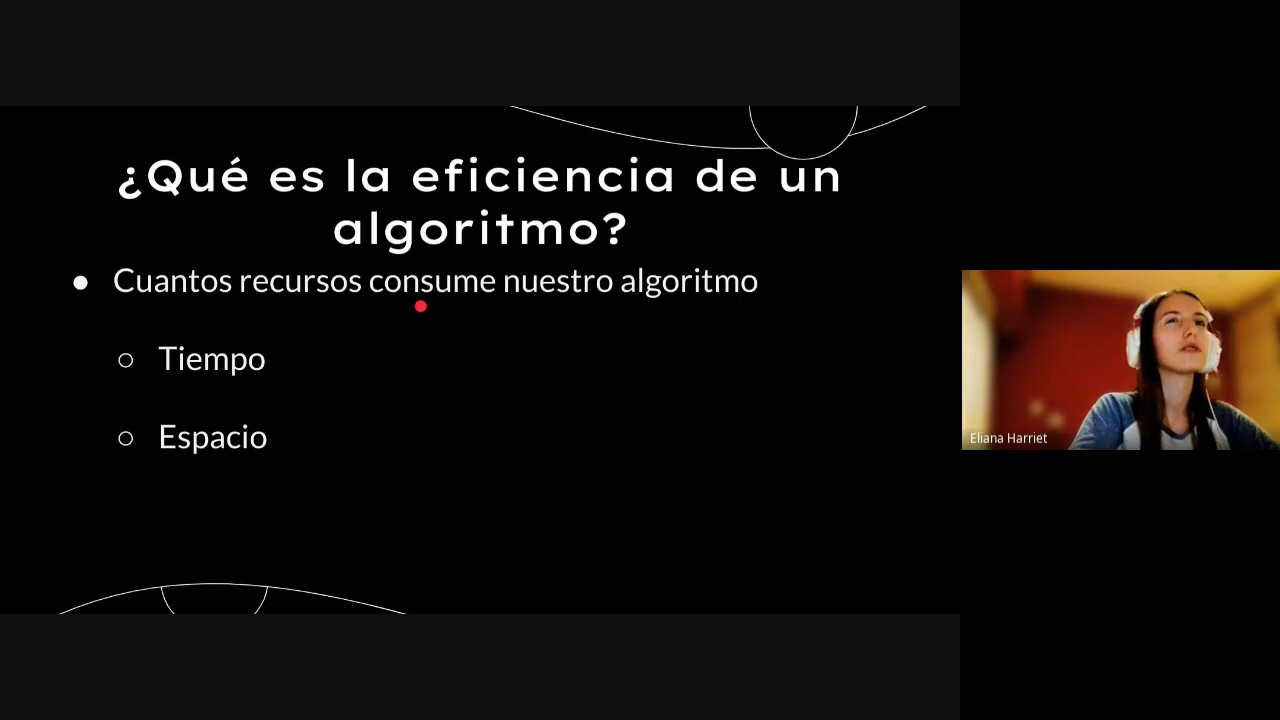 ¿Qué es la eficiencia de un
algoritmo?
● Cuantos recursos consume nuestro algoritmo
○ Tiempo
○ Espacio
Eliana Harriet